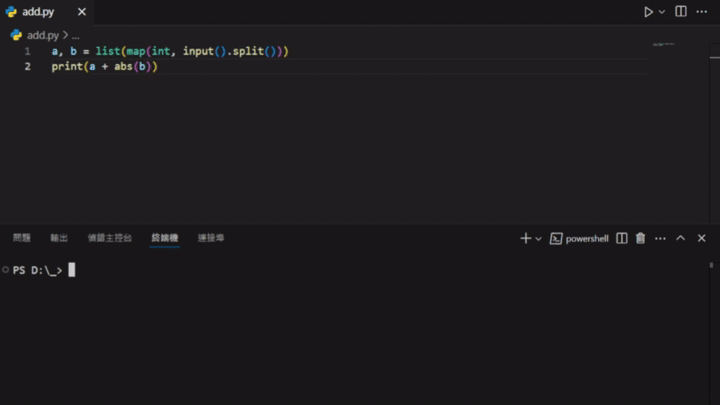 add.py
add.py > ...
1 a, b = list(map(int, input().split()))
2 print(a + abs(b))
問題 輸出 偵錯主控台 終端機 連接埠
powershell
PS D:\_>